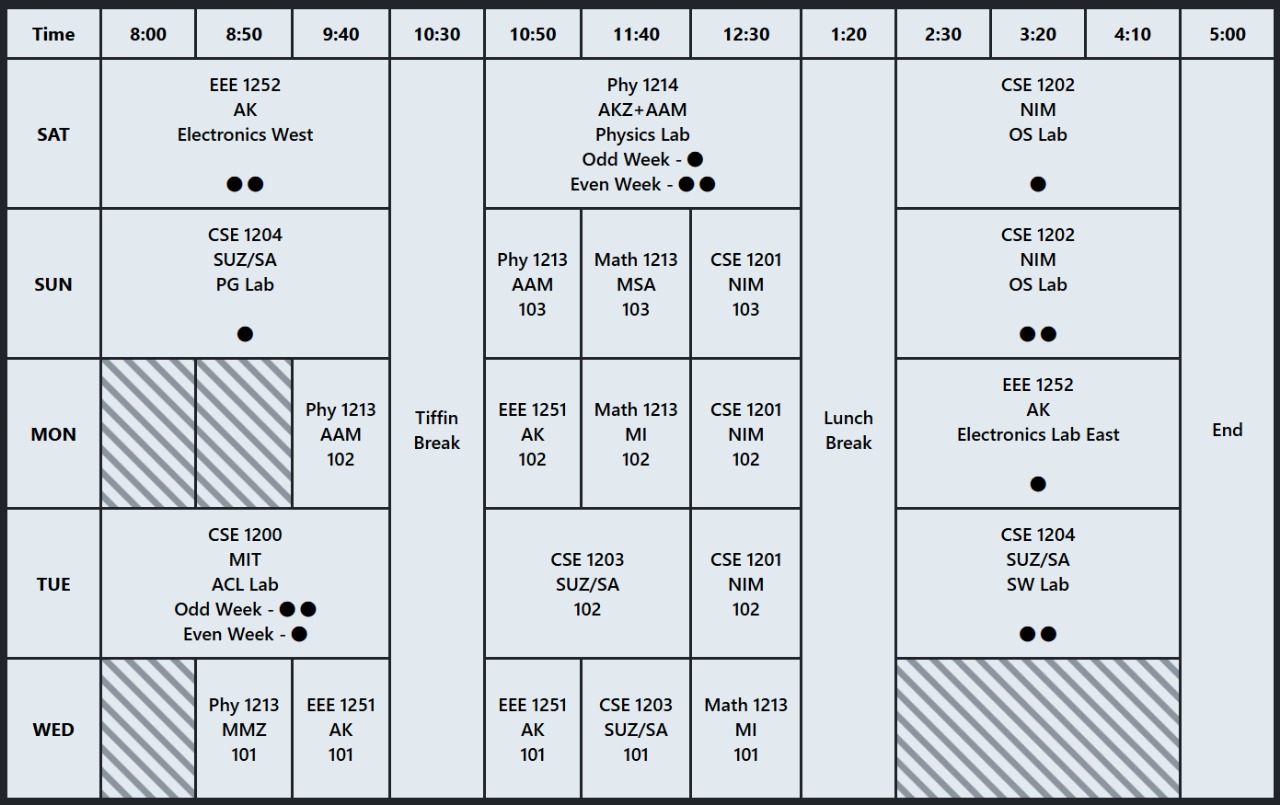 Time 8:00 8:50 9:40 10:30 10:50 11:40 12:30 1:20 2:30 3:20 4:10 5:00
SAT
EEE 1252
AK
Electronics West
●●
Phy 1214
AKZ+AAM
Physics Lab
Odd Week - ●
Even Week - ●●
CSE 1202
NIM
OS Lab
●
SUN
CSE 1204
SUZ/SA
PG Lab
●
Phy 1213
AAM
103
Math 1213
MSA
103
CSE 1201
NIM
103
CSE 1202
NIM
OS Lab
●●
MON
Phy 1213
AAM
102
Tiffin
Break
EEE 1251
AK
102
Math 1213
MI
102
CSE 1201
NIM
102
Lunch
Break
EEE 1252
AK
Electronics Lab East
●
End
TUE
CSE 1200
MIT
ACL Lab
Odd Week - ●●
Even Week - ●
CSE 1203
SUZ/SA
102
CSE 1201
NIM
102
CSE 1204
SUZ/SA
SW Lab
●●
WED
Phy 1213
MMZ
101
EEE 1251
AK
101
EEE 1251
AK
101
CSE 1203
SUZ/SA
101
Math 1213
MI
101